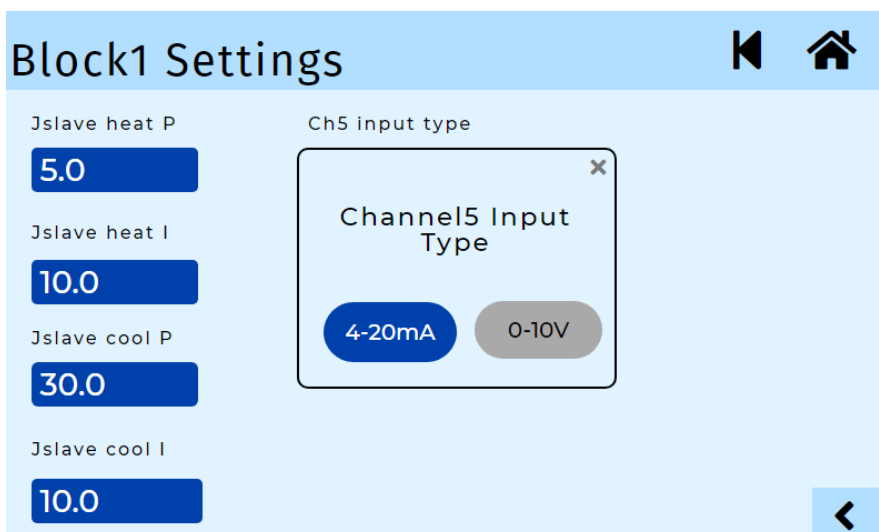 Block1 Settings
Jslave heat P
5.0
Jslave heat I
10.0
Jslave cool P
30.0
Jslave cool I
10.0
Ch5 input type
Channel5 Input
Type
4-20mA
0-10V